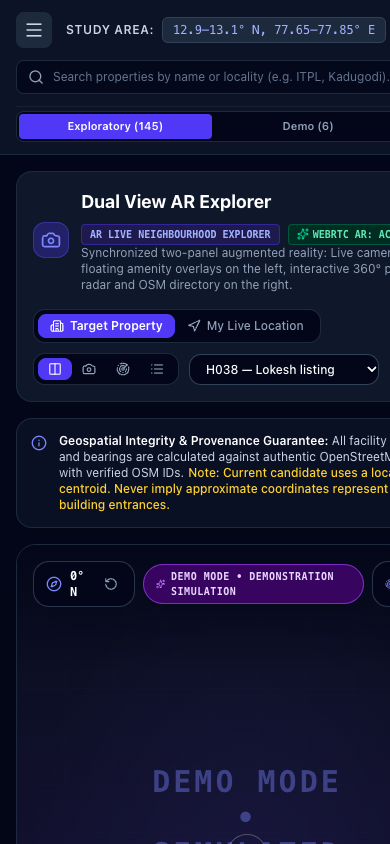 STUDY AREA: 12.9–13.1° N, 77.65–77.85° E
Search properties by name or locality (e.g. ITPL, Kadugodi).
Exploratory (145) Demo (6)
Dual View AR Explorer
AR LIVE NEIGHBOURHOOD EXPLORER WEBRTC AR: AC
Synchronized two-panel augmented reality: Live camer
floating amenity overlays on the left, interactive 360° p
radar and OSM directory on the right.
Target Property My Live Location
H038 — Lokesh listing
Geospatial Integrity & Provenance Guarantee: All facility
and bearings are calculated against authentic OpenStreetM
with verified OSM IDs. Note: Current candidate uses a loca
centroid. Never imply approximate coordinates represent
building entrances.
0°
N
DEMO MODE • DEMONSTRATION
SIMULATION
DEMO MODE
•